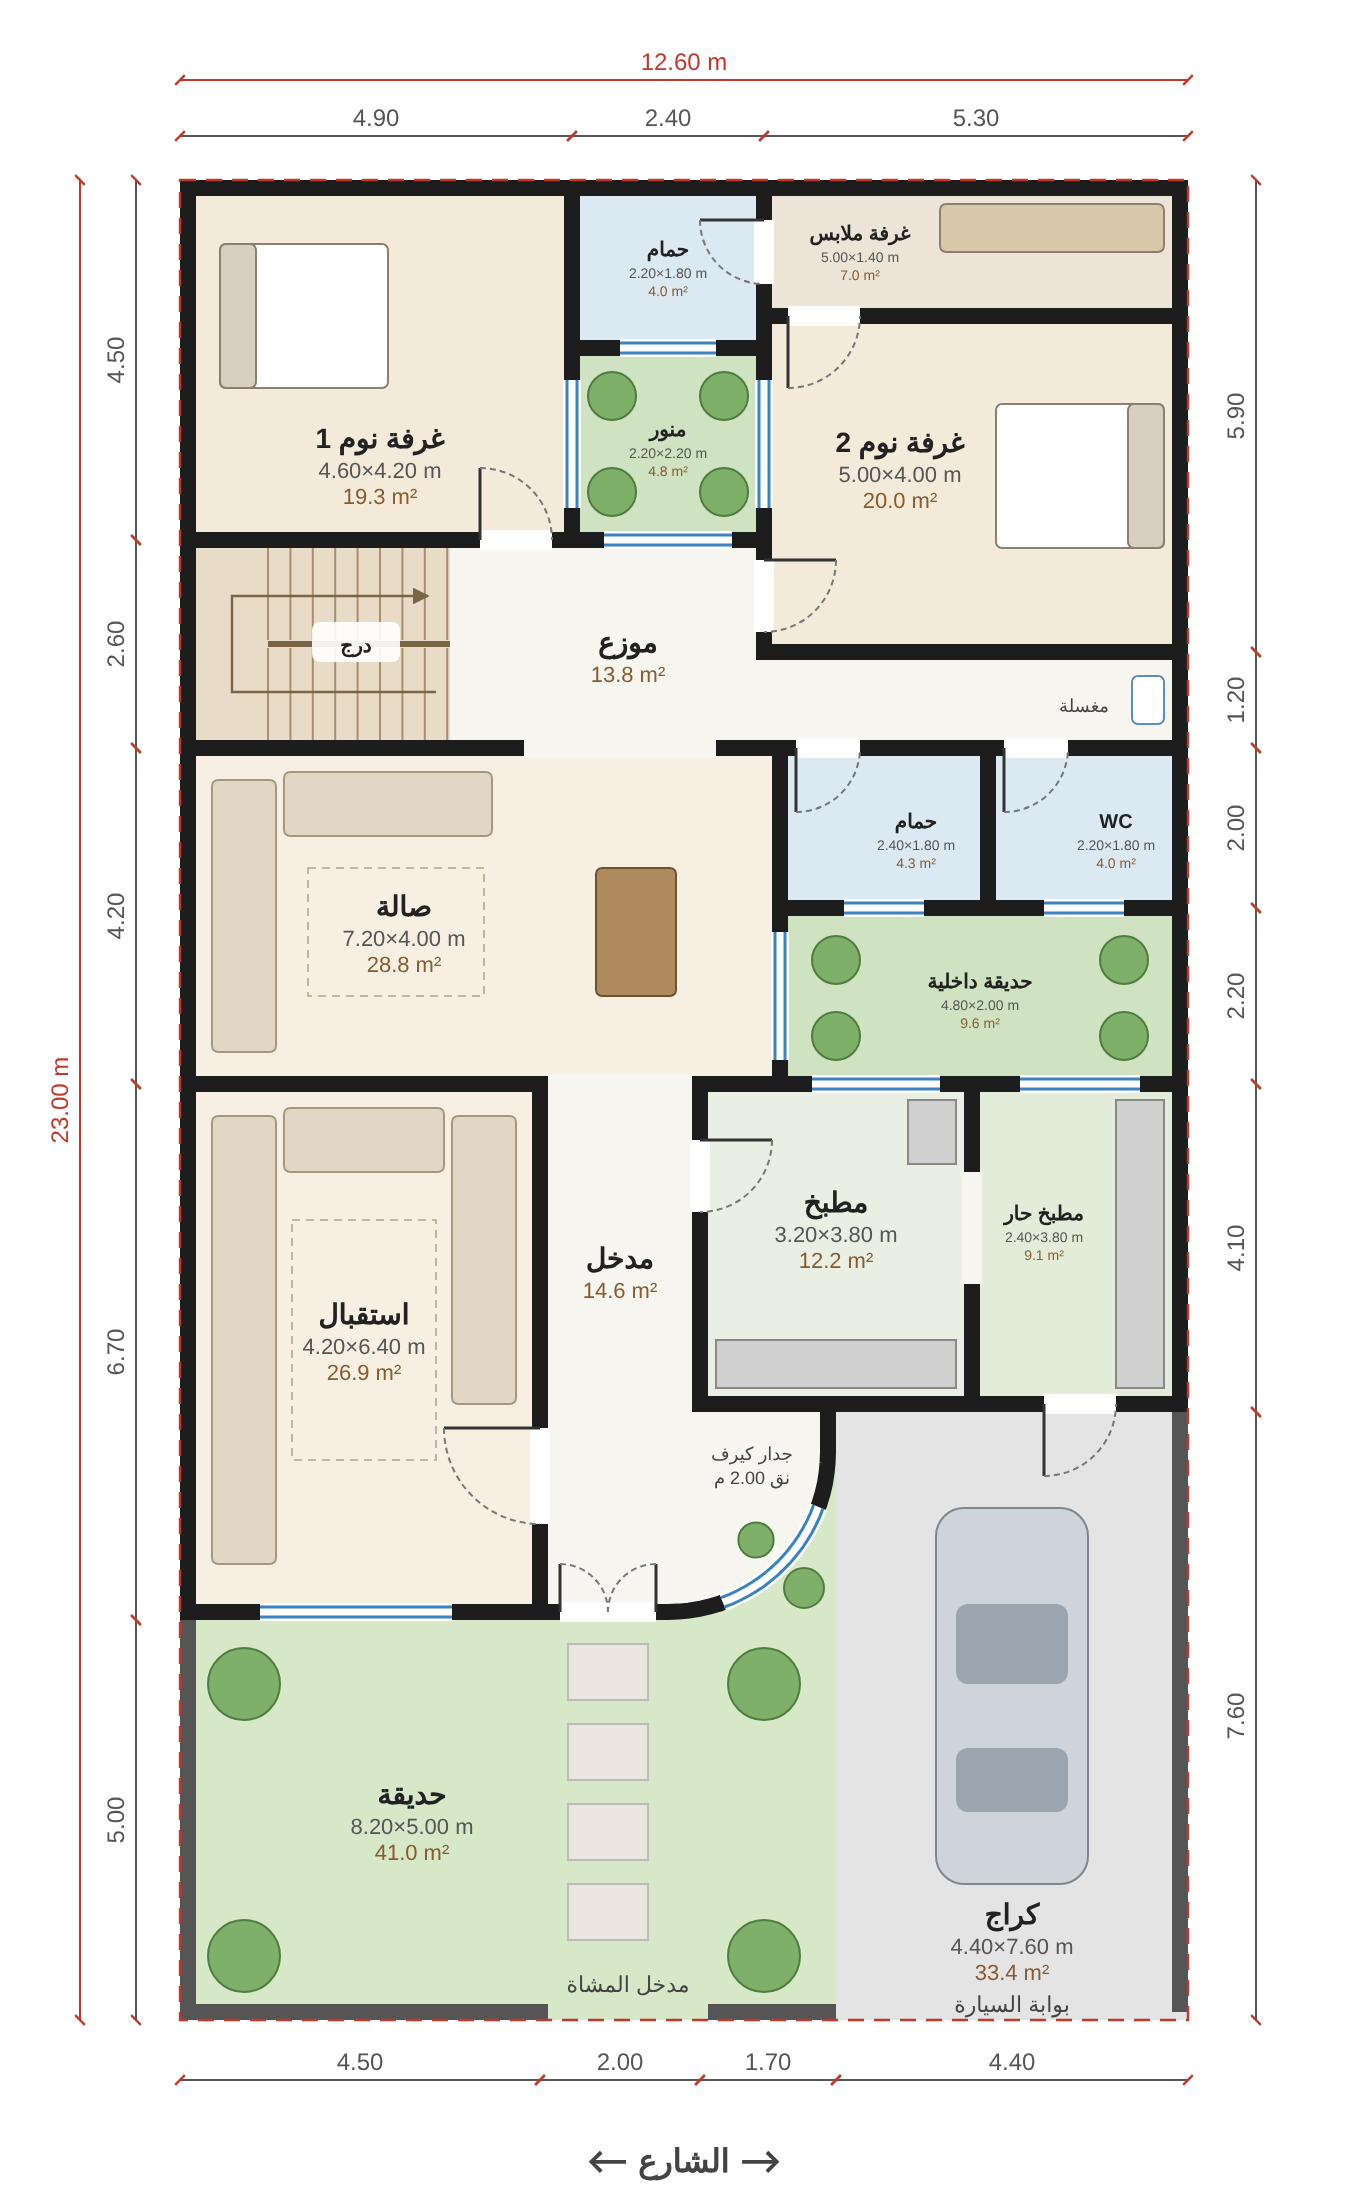 12.60 m
4.90
2.40
5.30
حمام
2.20×1.80 m
4.0 m²
غرفة ملابس
5.00×1.40 m
7.0 m²
4.50
غرفة نوم 1
4.60×4.20 m
19.3 m²
منور
2.20×2.20 m
4.8 m²
غرفة نوم 2
5.00×4.00 m
20.0 m²
5.90
2.60
درج
موزع
13.8 m²
مغسلة
1.20
حمام
2.40×1.80 m
4.3 m²
WC
2.20×1.80 m
4.0 m²
2.00
4.20
صالة
7.20×4.00 m
28.8 m²
حديقة داخلية
4.80×2.00 m
9.6 m²
2.20
23.00 m
مطبخ
3.20×3.80 m
12.2 m²
مطبخ حار
2.40×3.80 m
9.1 m²
4.10
مدخل
14.6 m²
6.70
استقبال
4.20×6.40 m
26.9 m²
جدار كيرف
نق 2.00 م
7.60
5.00
حديقة
8.20×5.00 m
41.0 m²
كراج
4.40×7.60 m
33.4 m²
مدخل المشاة
بوابة السيارة
4.50
2.00
1.70
4.40
← الشارع →